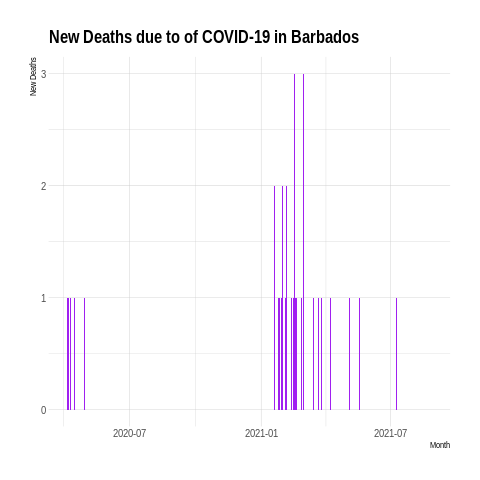 New Deaths due to of COVID-19 in Barbados
New Deaths
3
2
1
0
2020-07
2021-01
2021-07
Month